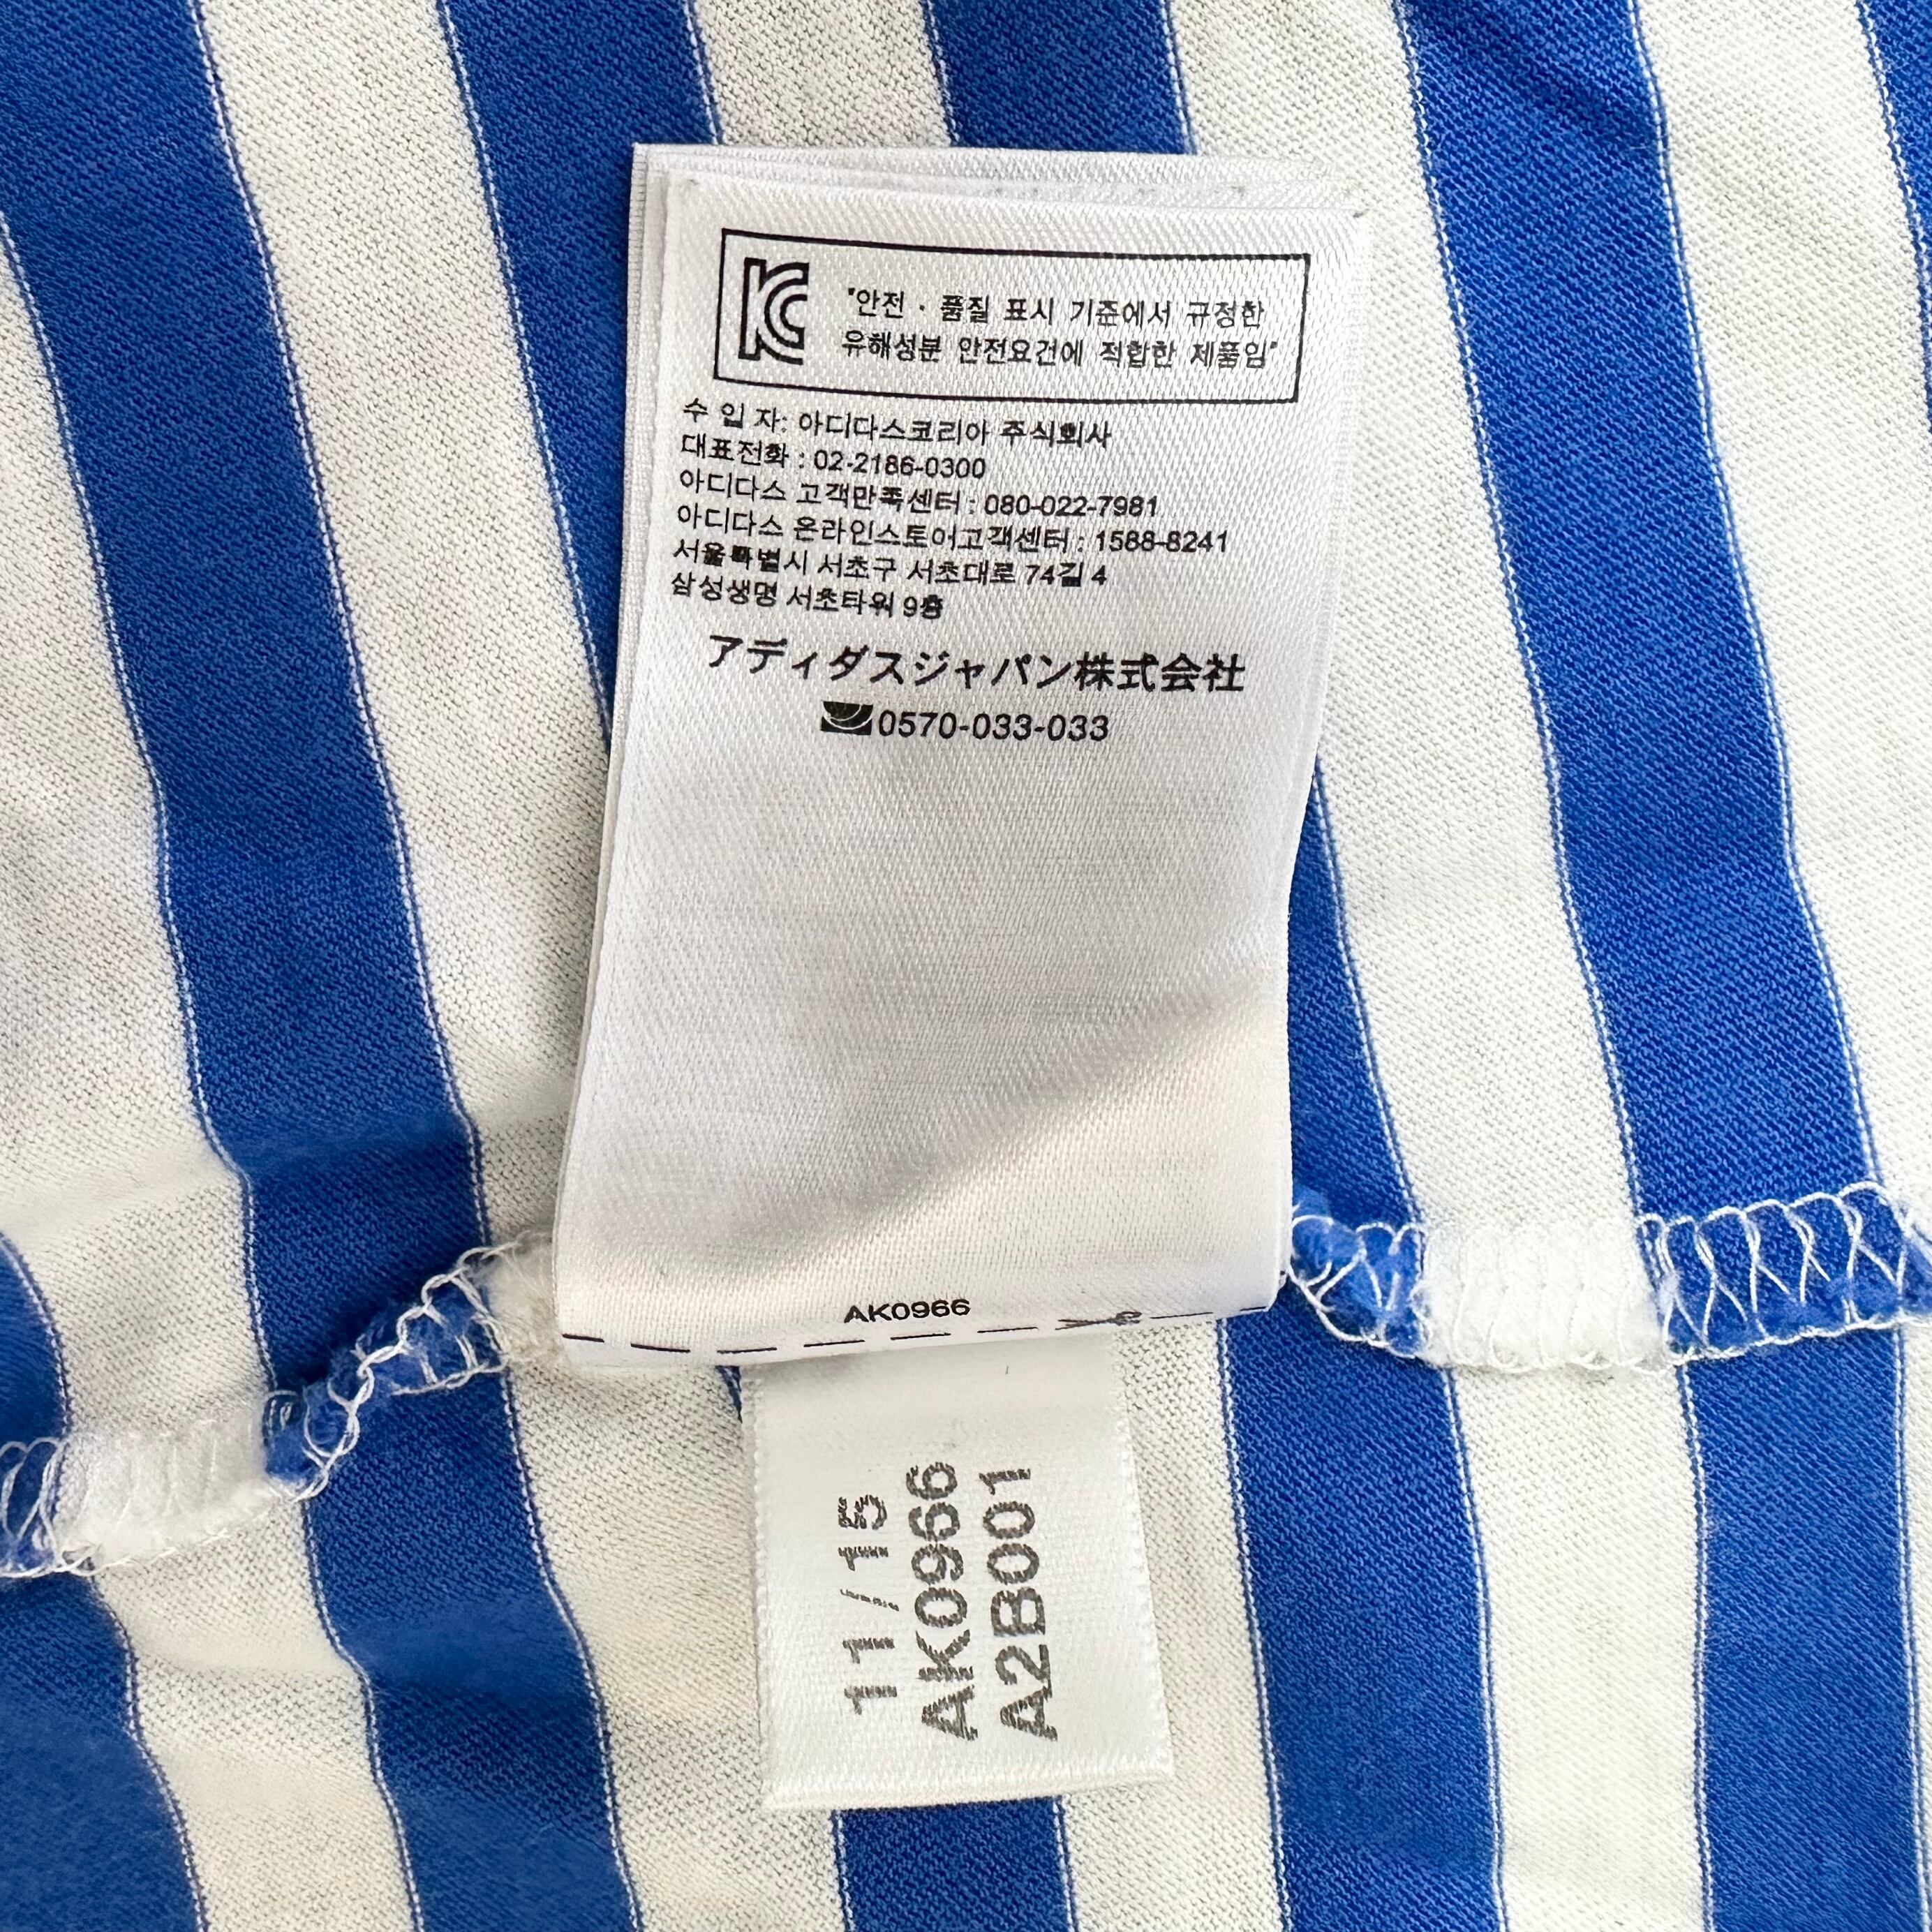 KC
"안전 · 품질 표시 기준에서 규정한
유해성분 안전요건에 적합한 제품임"
수 입 자: 아디다스코리아 주식회사
대표전화 : 02-2186-0300
아디다스 고객만족센터 : 080-022-7981
아디다스 온라인스토어고객센터 : 1588-8241
서울특별시 서초구 서초대로 74길 4
삼성생명 서초타워 9층
アディダスジャパン株式会社
0570-033-033
AK0966
11/15
AK0966
A2B001